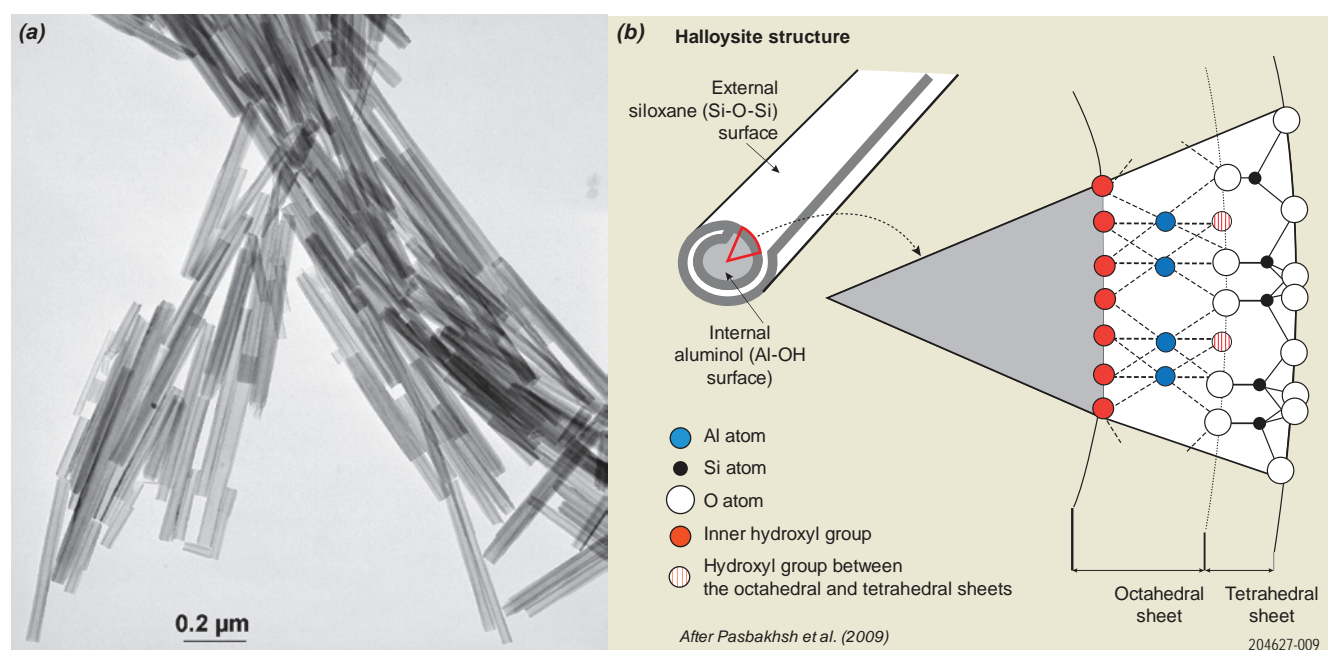 (a)
0.2 µm
(b) Halloysite structure
External
siloxane (Si-O-Si)
surface
Internal
aluminol (Al-OH
surface)
Al atom
Si atom
O atom
Inner hydroxyl group
Hydroxyl group between
the octahedral and tetrahedral sheets
Octahedral
sheet
Tetrahedral
sheet
After Pasbakhsh et al. (2009)
204627-009